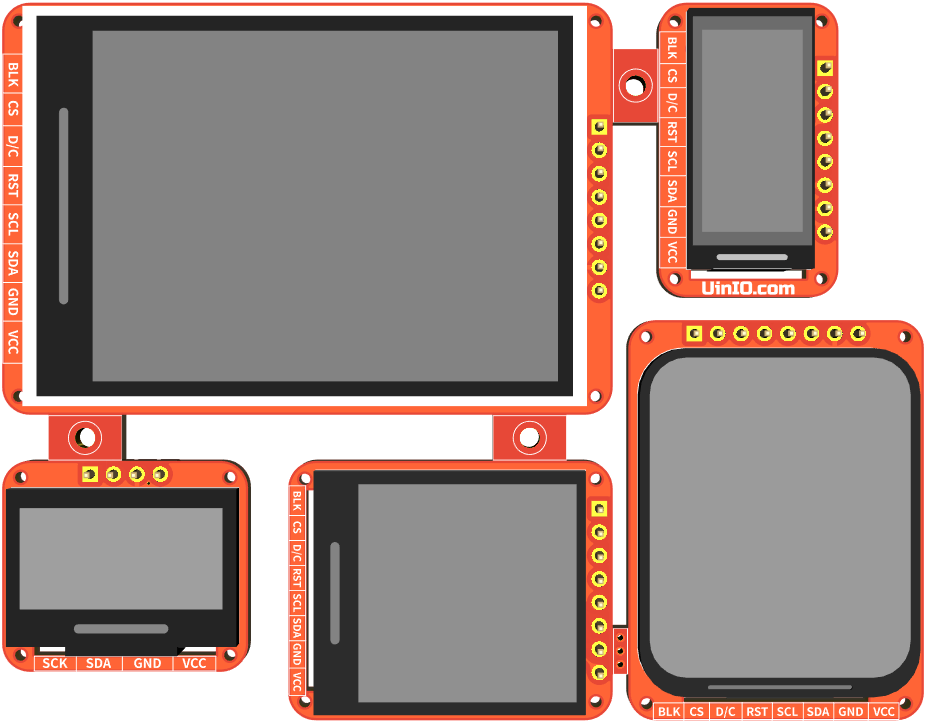 BLK
CS
D/C
RST
SCL
SDA
GND
VCC
BLK
CS
D/C
RST
SCL
SDA
GND
VCC
UinIO.com
SCK SDA GND VCC
BLK
CS
D/C
RST
SCL
SDA
GND
VCC
BLK CS D/C RST SCL SDA GND VCC